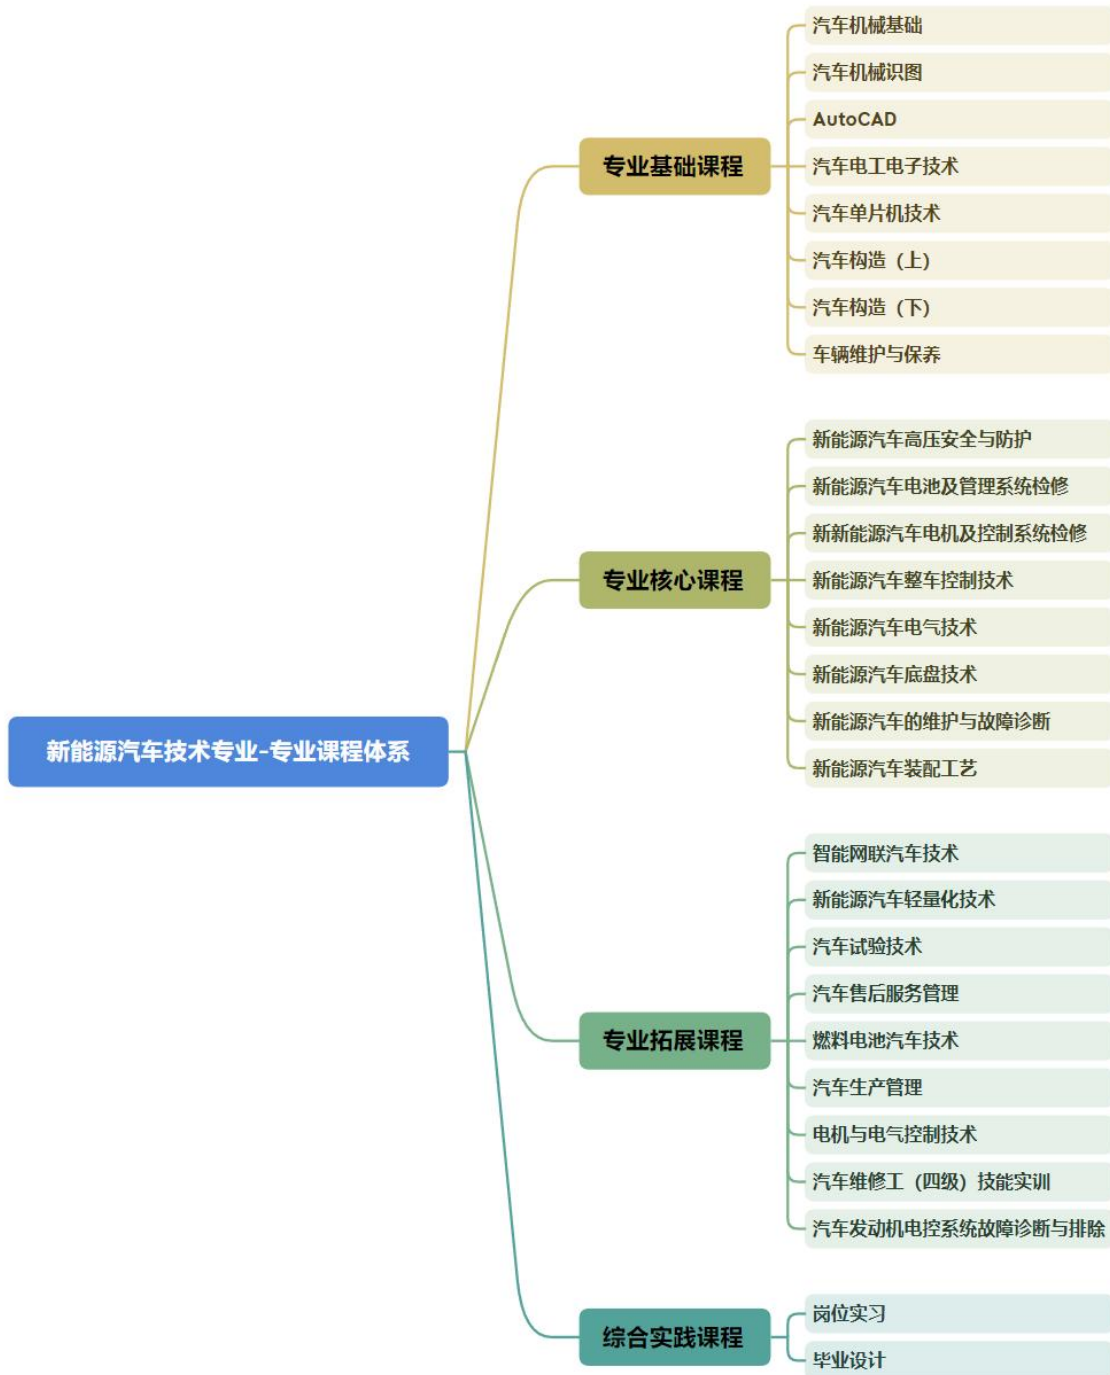 新能源汽车技术专业-专业课程体系
专业基础课程
汽车机械基础
汽车机械识图
AutoCAD
汽车电工电子技术
汽车单片机技术
汽车构造（上）
汽车构造（下）
车辆维护与保养
专业核心课程
新能源汽车高压安全与防护
新能源汽车电池及管理系统检修
新新能源汽车电机及控制系统检修
新能源汽车整车控制技术
新能源汽车电气技术
新能源汽车底盘技术
新能源汽车的维护与故障诊断
新能源汽车装配工艺
专业拓展课程
智能网联汽车技术
新能源汽车轻量化技术
汽车试验技术
汽车售后服务管理
燃料电池汽车技术
汽车生产管理
电机与电气控制技术
汽车维修工（四级）技能实训
汽车发动机电控系统故障诊断与排除
综合实践课程
岗位实习
毕业设计